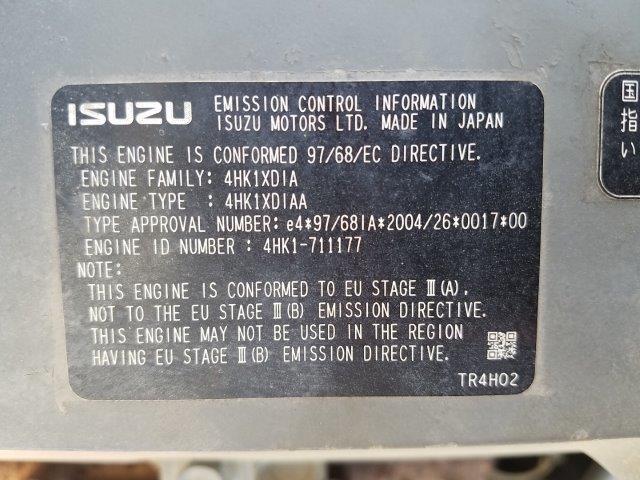 ISUZU EMISSION CONTROL INFORMATION
ISUZU MOTORS LTD. MADE IN JAPAN
THIS ENGINE IS CONFORMED 97/68/EC DIRECTIVE.
ENGINE FAMILY: 4HK1XDIA
ENGINE TYPE : 4HK1XDIAA
TYPE APPROVAL NUMBER: e4*97/68IA*2004/26*0017*00
ENGINE ID NUMBER : 4HK1-711177
NOTE:
THIS ENGINE IS CONFORMED TO EU STAGE Ⅲ(A),
NOT TO THE EU STAGE Ⅲ(B) EMISSION DIRECTIVE.
THIS ENGINE MAY NOT BE USED IN THE REGION
HAVING EU STAGE Ⅲ(B) EMISSION DIRECTIVE.
TR4H02
国
指
い